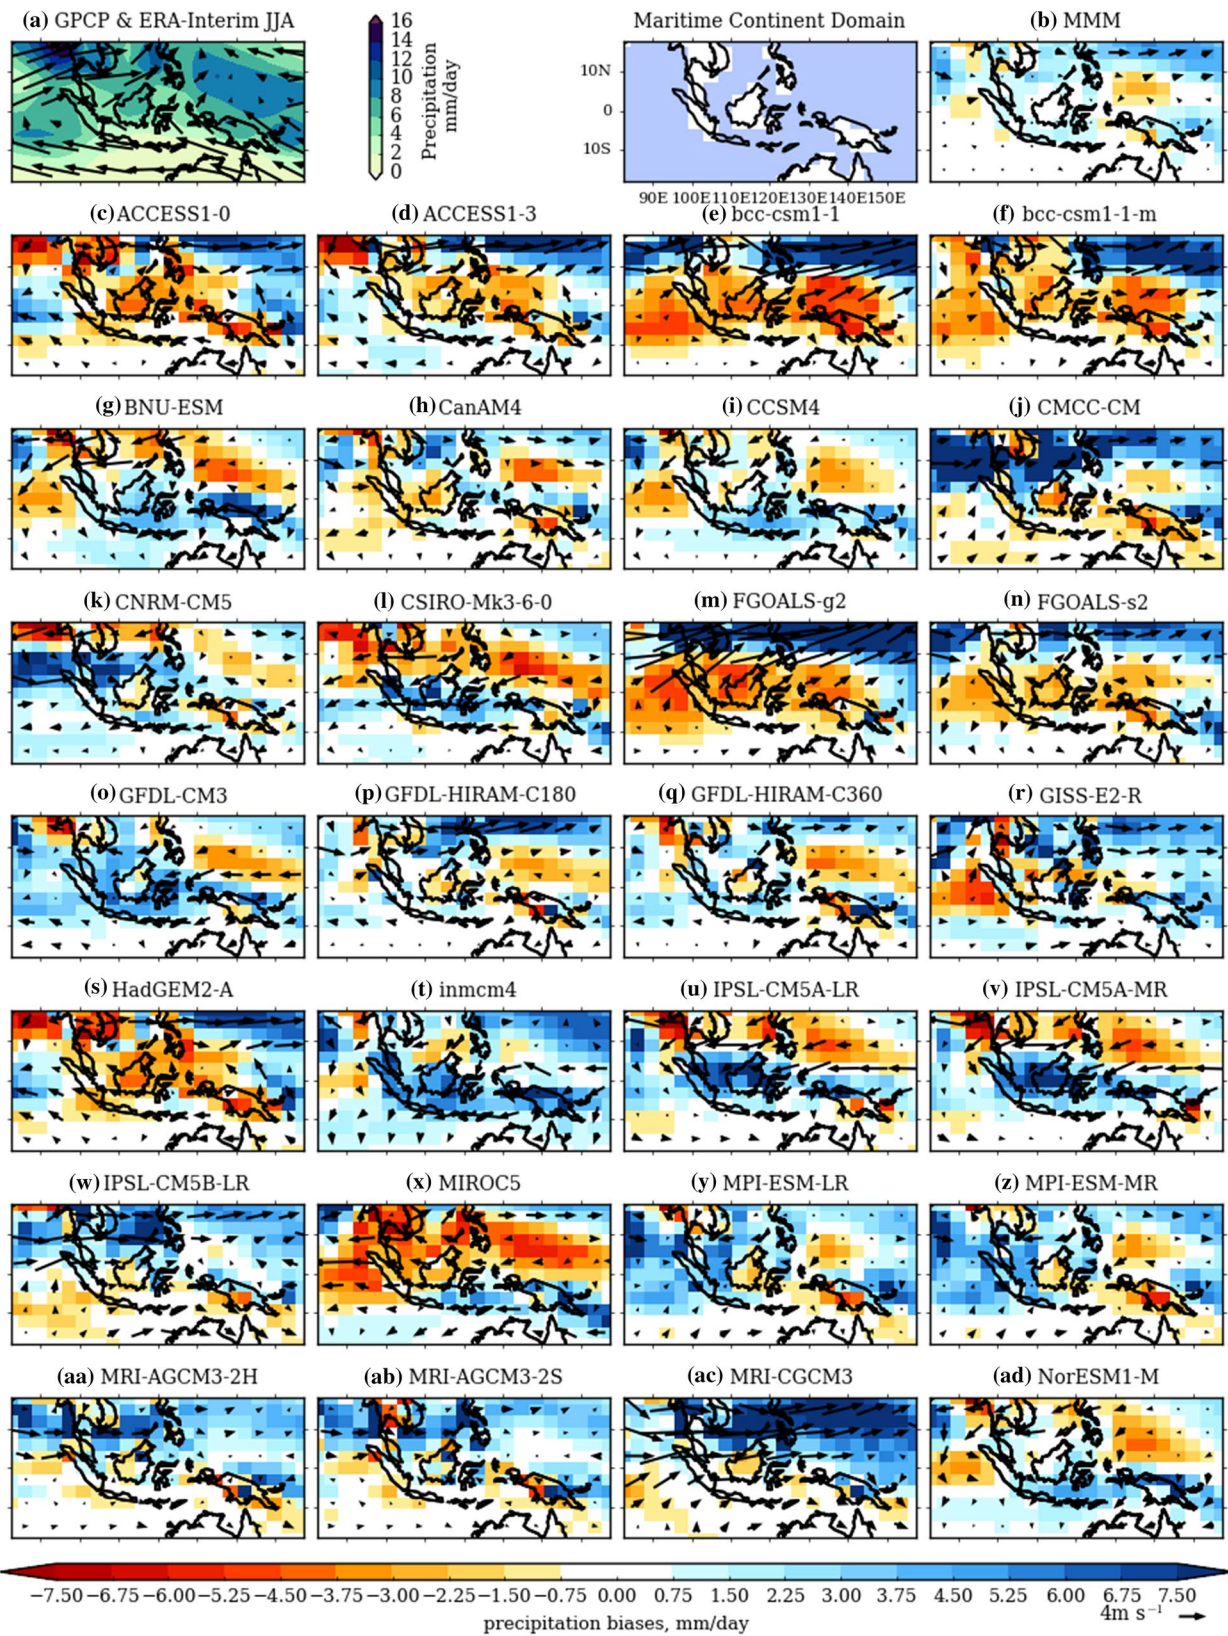 (a) GPCP & ERA-Interim JJA
16
14
12
10
8
6
4
2
0
Precipitation
mm/day
Maritime Continent Domain
10N
0
10S
90E 100E110E120E130E140E150E
(b) MMM
(c) ACCESS1-0
(d) ACCESS1-3
(e) bcc-csm1-1
(f) bcc-csm1-1-m
(g) BNU-ESM
(h) CanAM4
(i) CCSM4
(j) CMCC-CM
(k) CNRM-CM5
(l) CSIRO-Mk3-6-0
(m) FGOALS-g2
(n) FGOALS-s2
(o) GFDL-CM3
(p) GFDL-HIRAM-C180
(q) GFDL-HIRAM-C360
(r) GISS-E2-R
(s) HadGEM2-A
(t) inmcm4
(u) IPSL-CM5A-LR
(v) IPSL-CM5A-MR
(w) IPSL-CM5B-LR
(x) MIROC5
(y) MPI-ESM-LR
(z) MPI-ESM-MR
(aa) MRI-AGCM3-2H
(ab) MRI-AGCM3-2S
(ac) MRI-CGCM3
(ad) NorESM1-M
−7.50 −6.75 −6.00 −5.25 −4.50 −3.75 −3.00 −2.25 −1.50 −0.75 0.00 0.75 1.50 2.25 3.00 3.75 4.50 5.25 6.00 6.75 7.50
precipitation biases, mm/day
4m s⁻¹